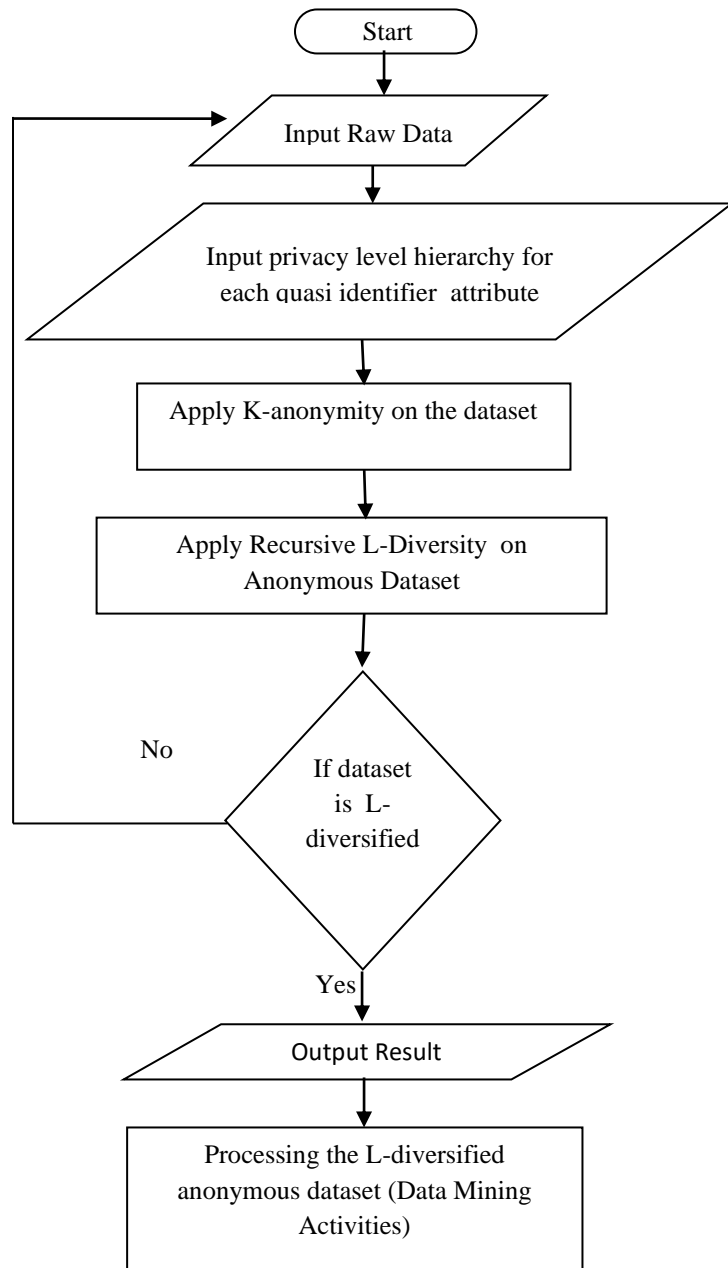 Start
Input Raw Data
Input privacy level hierarchy for
each quasi identifier attribute
Apply K-anonymity on the dataset
Apply Recursive L-Diversity on
Anonymous Dataset
No
If dataset
is L-
diversified
Yes
Output Result
Processing the L-diversified
anonymous dataset (Data Mining
Activities)